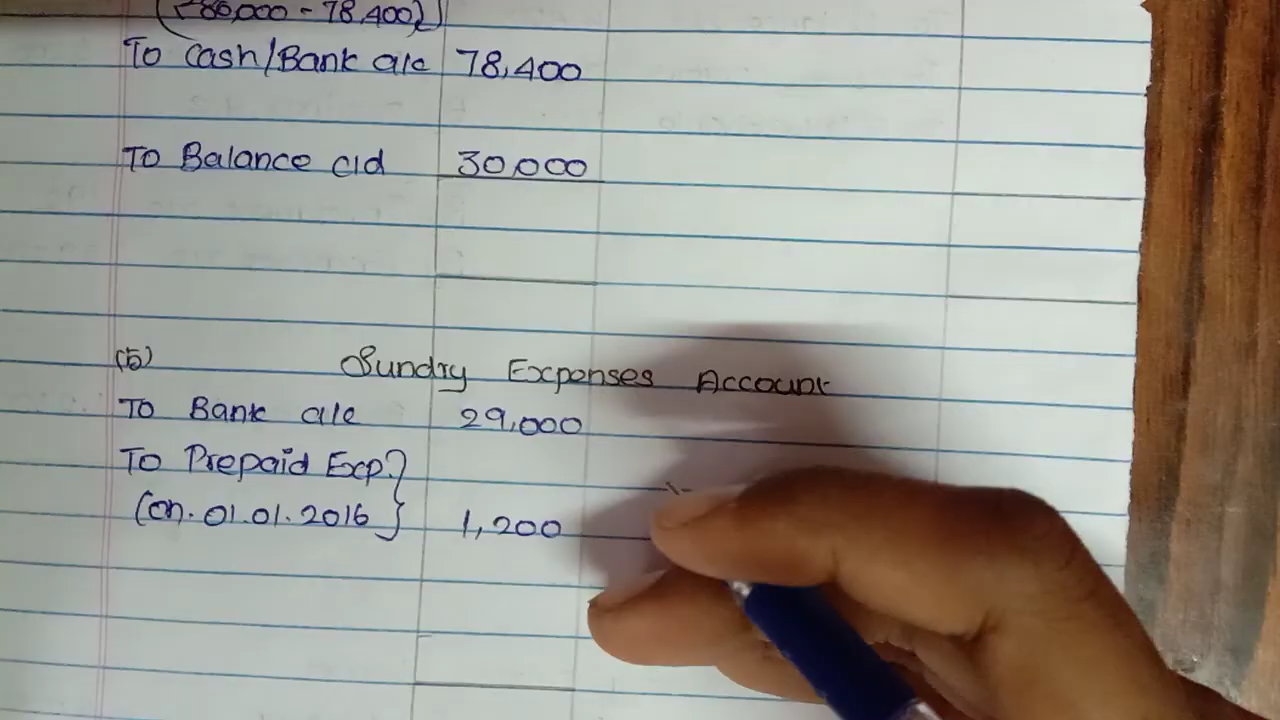 (₹80,000 - 78,400)
To Cash/Bank a/c 78,400
To Balance c/d 30,000
(5) Sundry Expenses Account
To Bank a/c 29,000
To Prepaid Exp.
(on. 01.01.2016 } 1,200